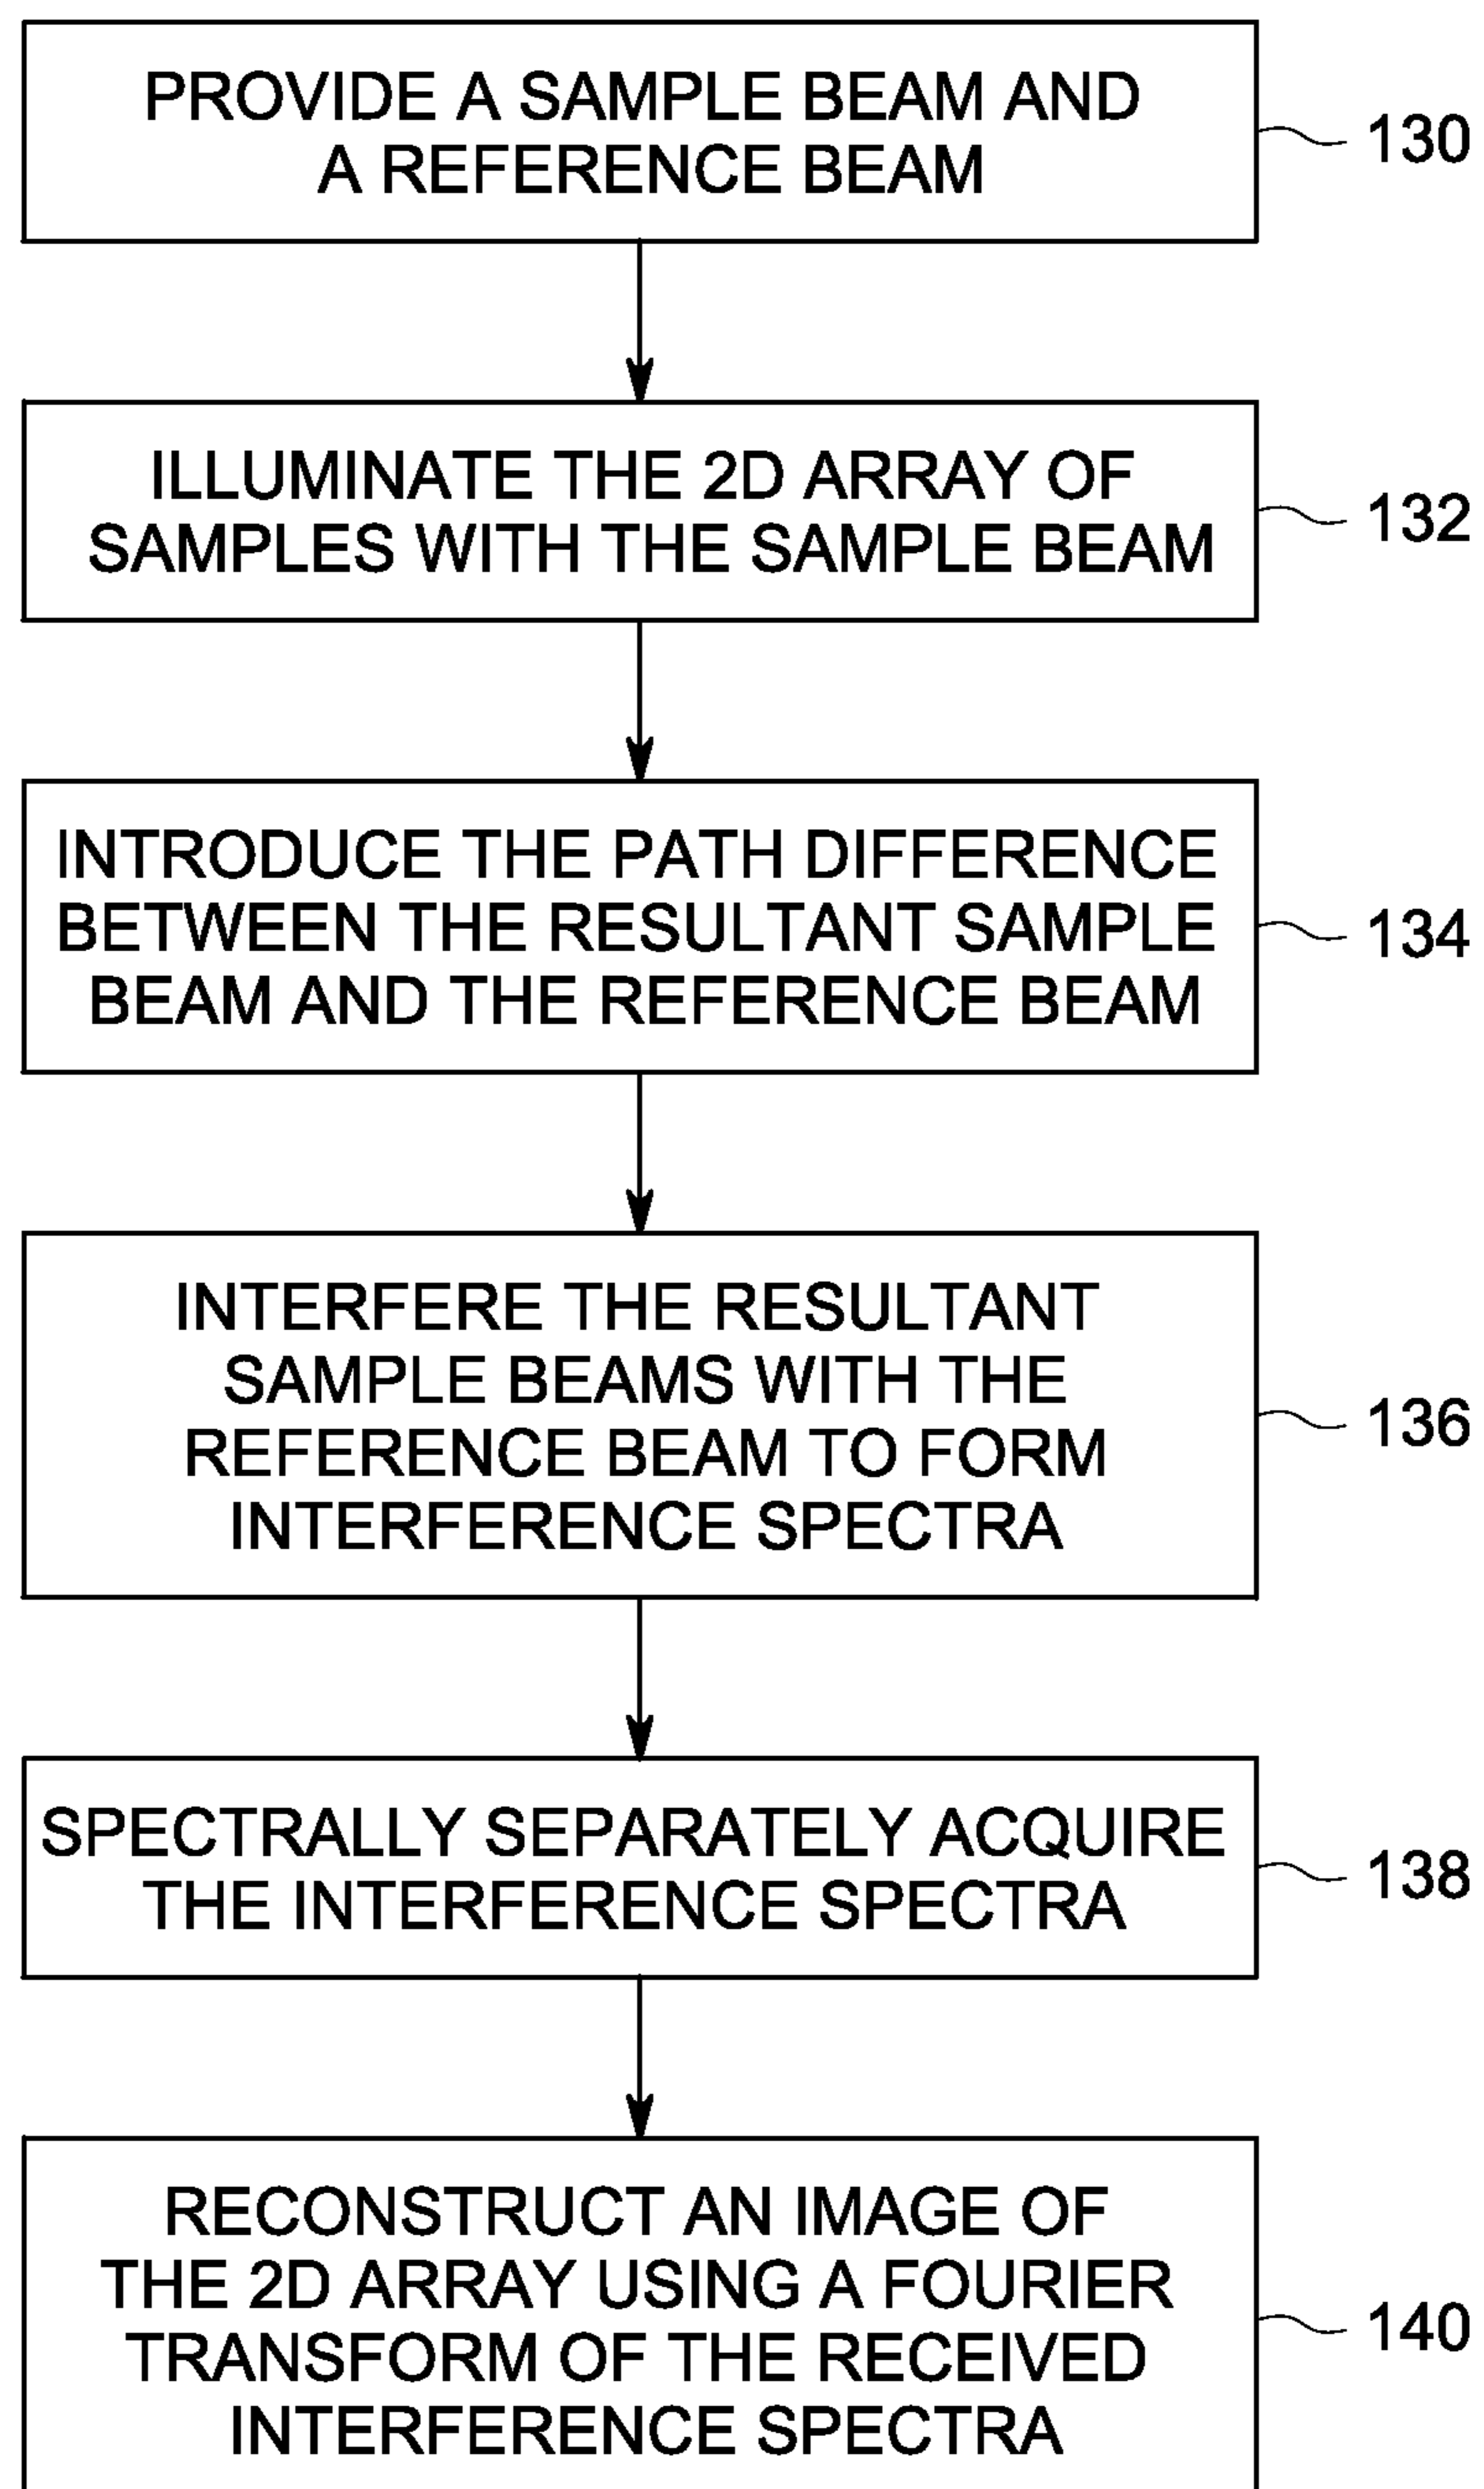 PROVIDE A SAMPLE BEAM AND
A REFERENCE BEAM
130
ILLUMINATE THE 2D ARRAY OF
SAMPLES WITH THE SAMPLE BEAM
132
INTRODUCE THE PATH DIFFERENCE
BETWEEN THE RESULTANT SAMPLE
BEAM AND THE REFERENCE BEAM
134
INTERFERE THE RESULTANT
SAMPLE BEAMS WITH THE
REFERENCE BEAM TO FORM
INTERFERENCE SPECTRA
136
SPECTRALLY SEPARATELY ACQUIRE
THE INTERFERENCE SPECTRA
138
RECONSTRUCT AN IMAGE OF
THE 2D ARRAY USING A FOURIER
TRANSFORM OF THE RECEIVED
INTERFERENCE SPECTRA
140